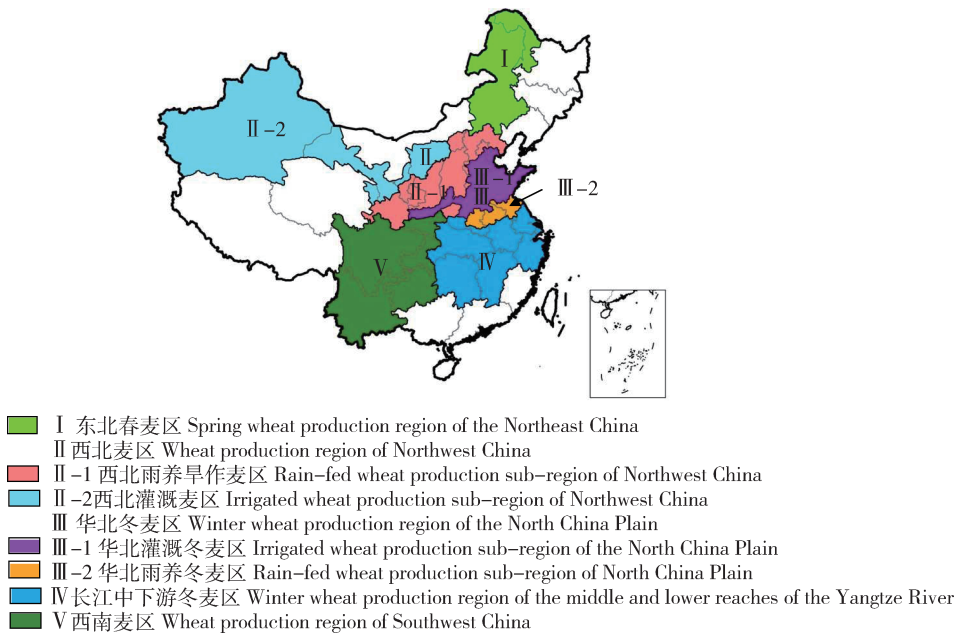 Ⅰ
Ⅱ-2
Ⅱ
Ⅲ-1
Ⅱ-1
Ⅲ
Ⅲ-2
Ⅳ
Ⅴ
Ⅰ 东北春麦区 Spring wheat production region of the Northeast China
Ⅱ西北麦区 Wheat production region of Northwest China
Ⅱ-1 西北雨养旱作麦区 Rain-fed wheat production sub-region of Northwest China
Ⅱ-2西北灌溉麦区 Irrigated wheat production sub-region of Northwest China
Ⅲ 华北冬麦区 Winter wheat production region of the North China Plain
Ⅲ-1 华北灌溉冬麦区 Irrigated wheat production sub-region of the North China Plain
Ⅲ-2 华北雨养冬麦区 Rain-fed wheat production sub-region of North China Plain
Ⅳ长江中下游冬麦区 Winter wheat production region of the middle and lower reaches of the Yangtze River
Ⅴ西南麦区 Wheat production region of Southwest China